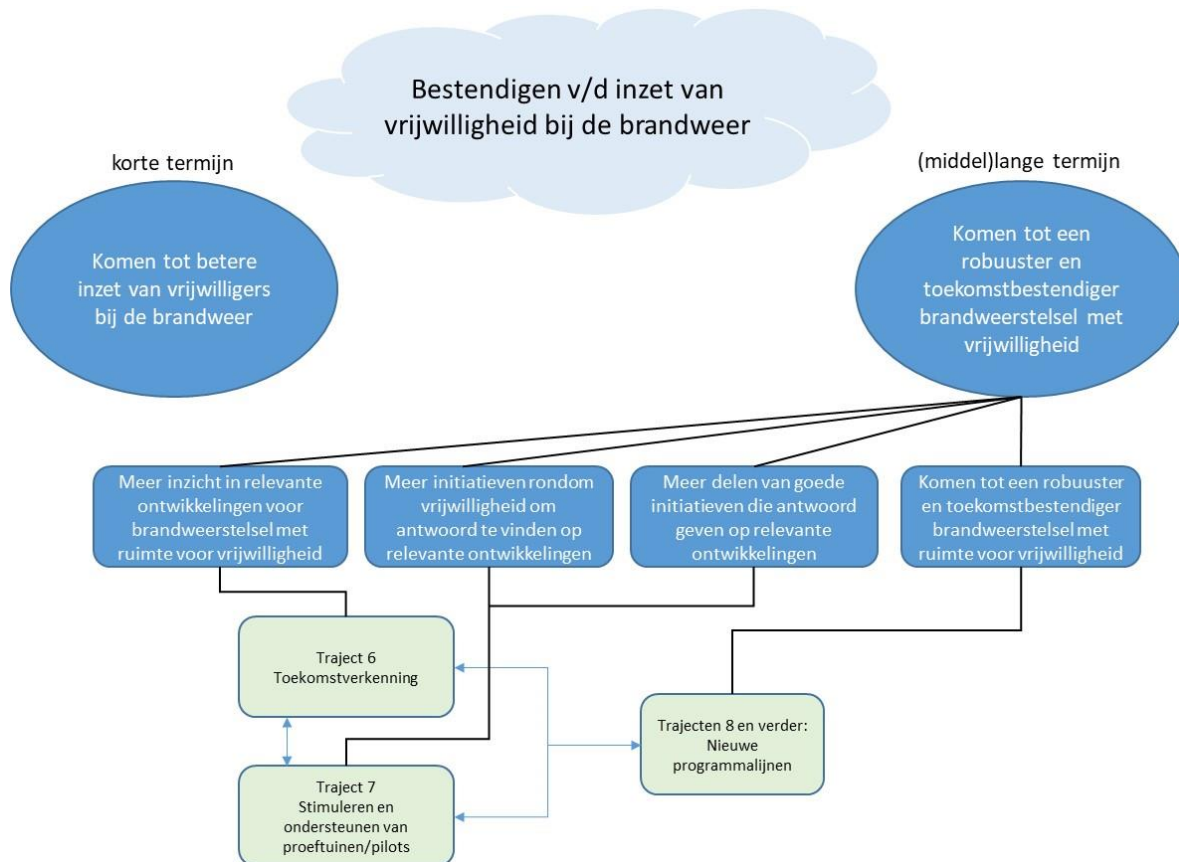 Bestendigen v/d inzet van
vrijwilligheid bij de brandweer
korte termijn
(middel)lange termijn
Komen tot betere
inzet van vrijwilligers
bij de brandweer
Komen tot een
robuuster en
toekomstbestendiger
brandweerstelsel met
vrijwilligheid
Meer inzicht in relevante
ontwikkelingen voor
brandweerstelsel met
ruimte voor vrijwilligheid
Meer initiatieven rondom
vrijwilligheid om
antwoord te vinden op
relevante ontwikkelingen
Meer delen van goede
initiatieven die antwoord
geven op relevante
ontwikkelingen
Komen tot een robuuster
en toekomstbestendiger
brandweerstelsel met
ruimte voor vrijwilligheid
Traject 6
Toekomstverkenning
Trajecten 8 en verder:
Nieuwe
programmalijnen
Traject 7
Stimuleren en
ondersteunen van
proeftuinen/pilots